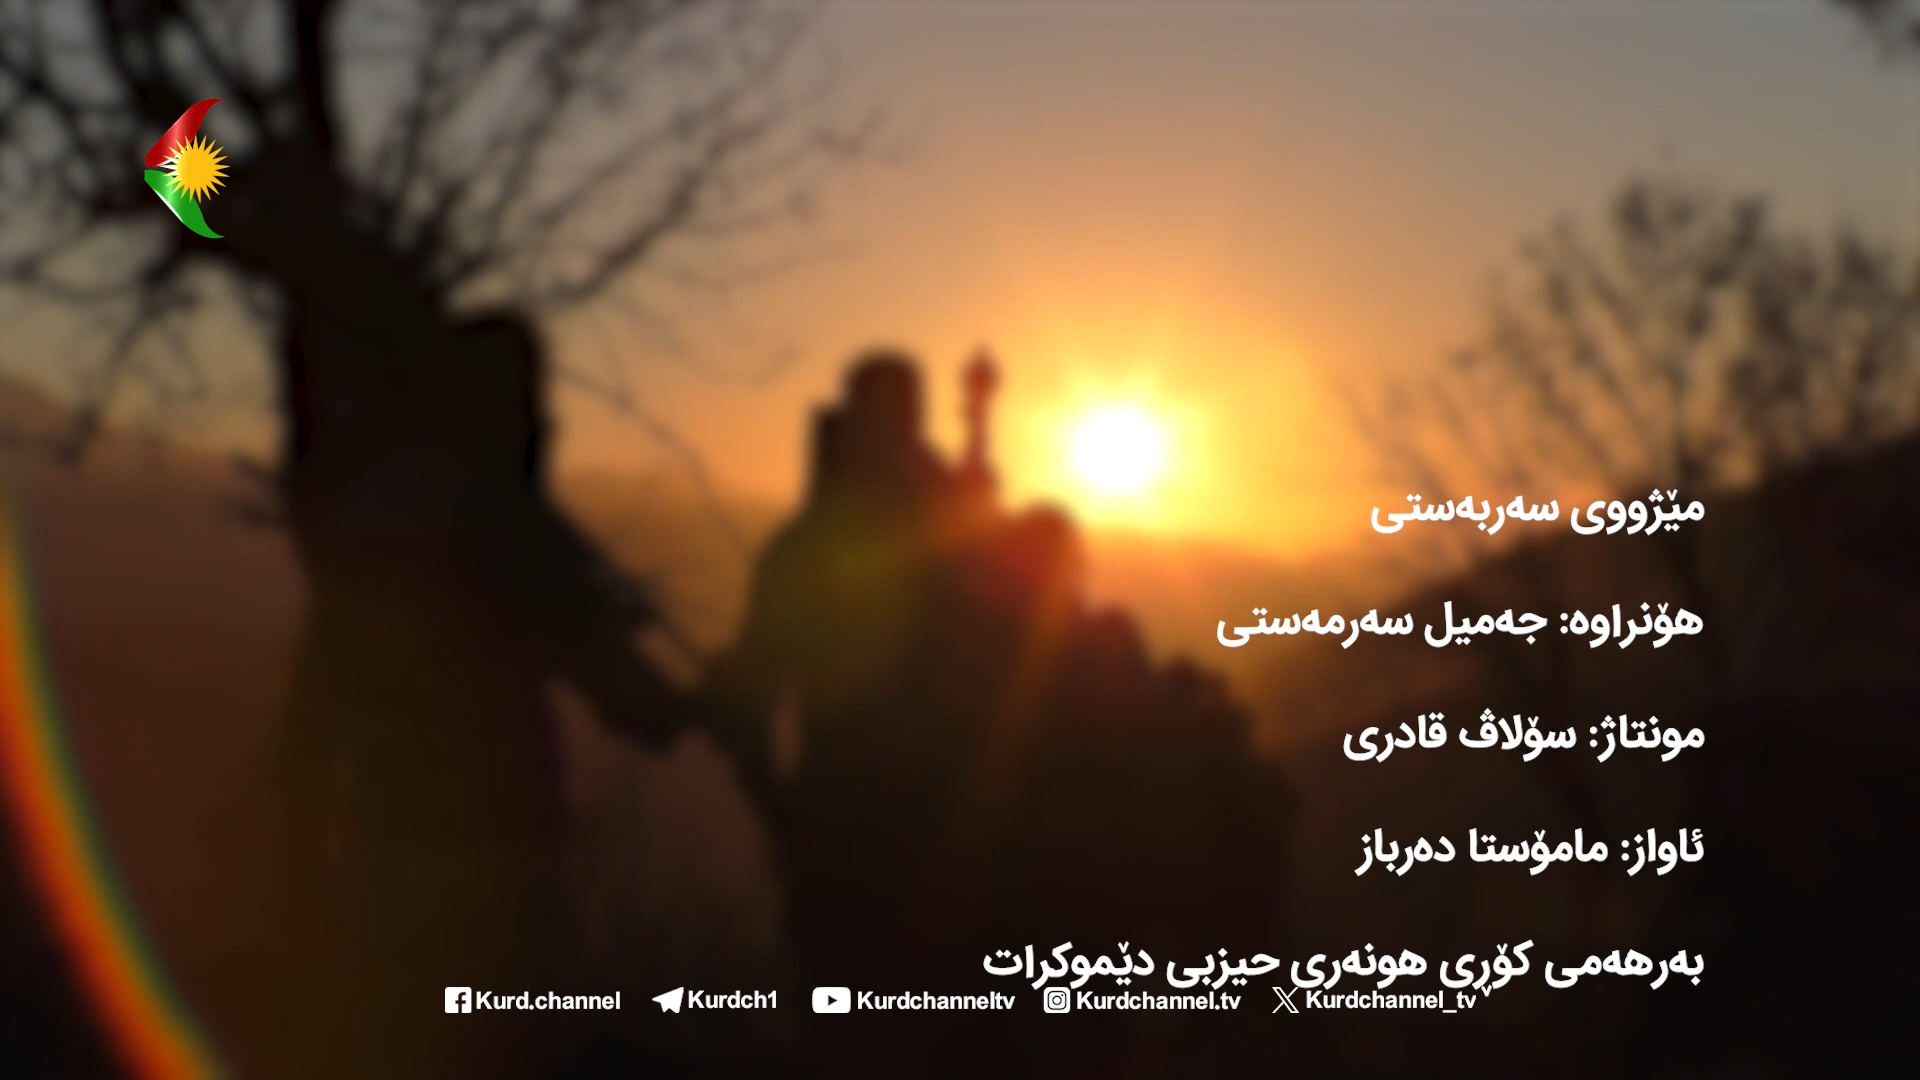 مێژووی سەربەستی
هۆنراوە: جەمیل سەرمەستی
مونتاژ: سۆلاڤ قادری
ئاواز: مامۆستا دەرباز
بەرهەمی کۆڕی هونەری حیزبی دێموکرات
Kurd.channel Kurdch1 Kurdchanneltv Kurdchannel.tv Kurdchannel_tv